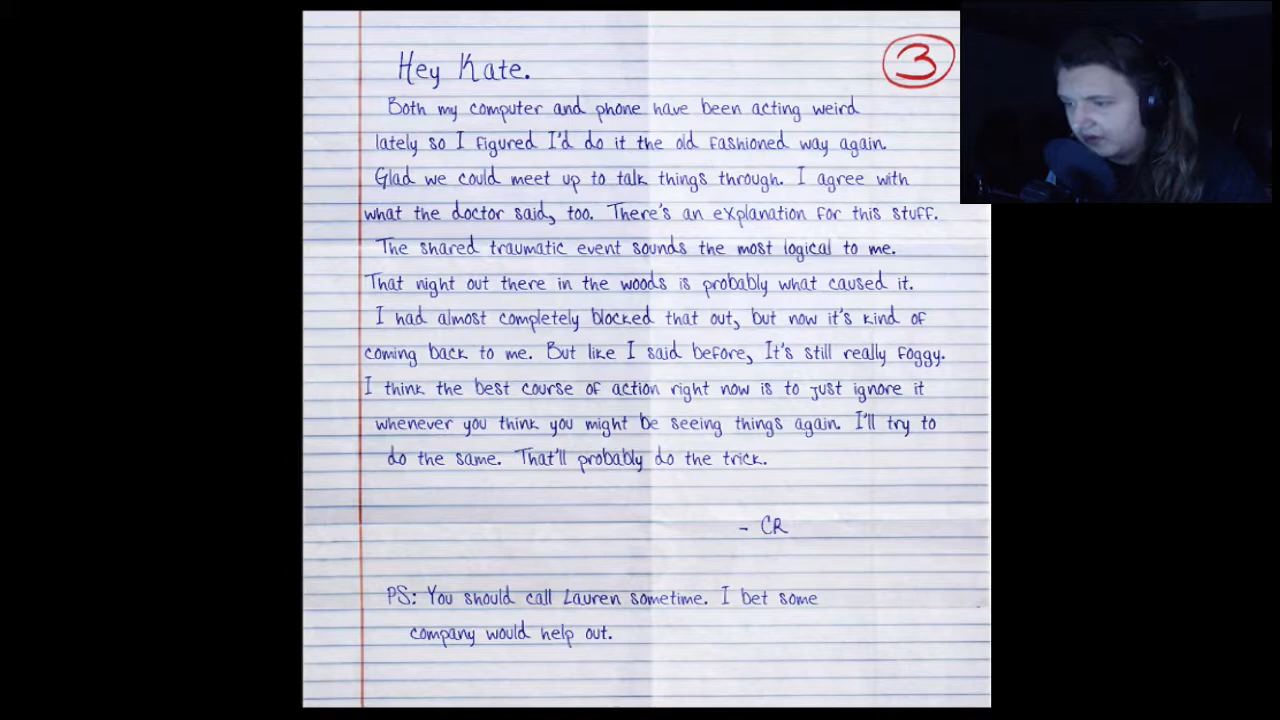 3
Hey Kate.
Both my computer and phone have been acting weird
lately so I figured I'd do it the old fashioned way again.
Glad we could meet up to talk things through. I agree with
what the doctor said, too. There's an explanation for this stuff.
The shared traumatic event sounds the most logical to me.
That night out there in the woods is probably what caused it.
I had almost completely blocked that out, but now it's kind of
coming back to me. But like I said before, It's still really foggy.
I think the best course of action right now is to just ignore it
whenever you think you might be seeing things again. I'll try to
do the same. That'll probably do the trick.
- CR
PS: You should call Lauren sometime. I bet some
company would help out.